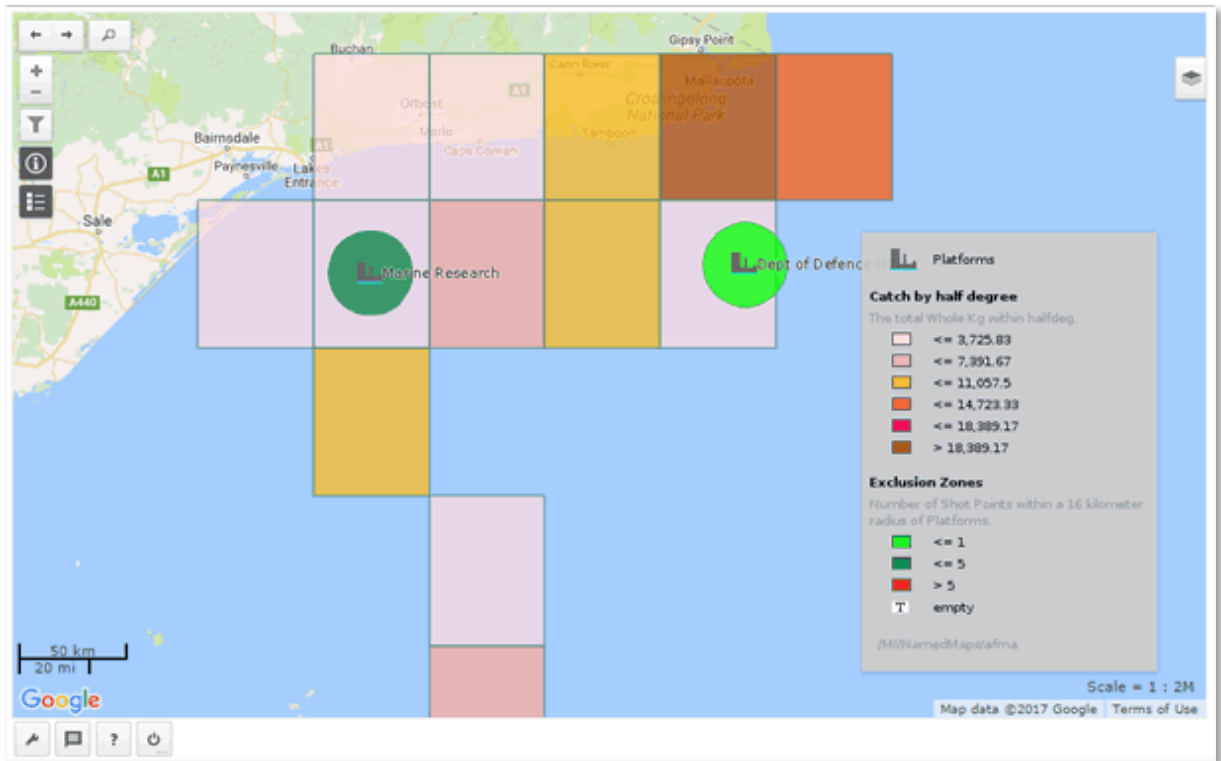 Buchan
Gipsy Point
Cann River
Mallacoota
A1
Orbost
Croajingolong
National Park
Marlo
Tamboon
Bairnsdale
A1
Cape Conran
Paynesville
Lakes
Entrance
A1
Sale
A440
Marine Research
Dept of Defence
Platforms
Catch by half degree
The total Whole Kg within halfdeg.
<= 3,725.83
<= 7,391.67
<= 11,057.5
<= 14,723.33
<= 18,389.17
> 18,389.17
Exclusion Zones
Number of Shot Points within a 16 kilometer
radius of Platforms.
<= 1
<= 5
> 5
T empty
/MI/NamedMaps/afma
50 km
20 mi
Google
Scale = 1 : 2M
Map data ©2017 Google Terms of Use
?